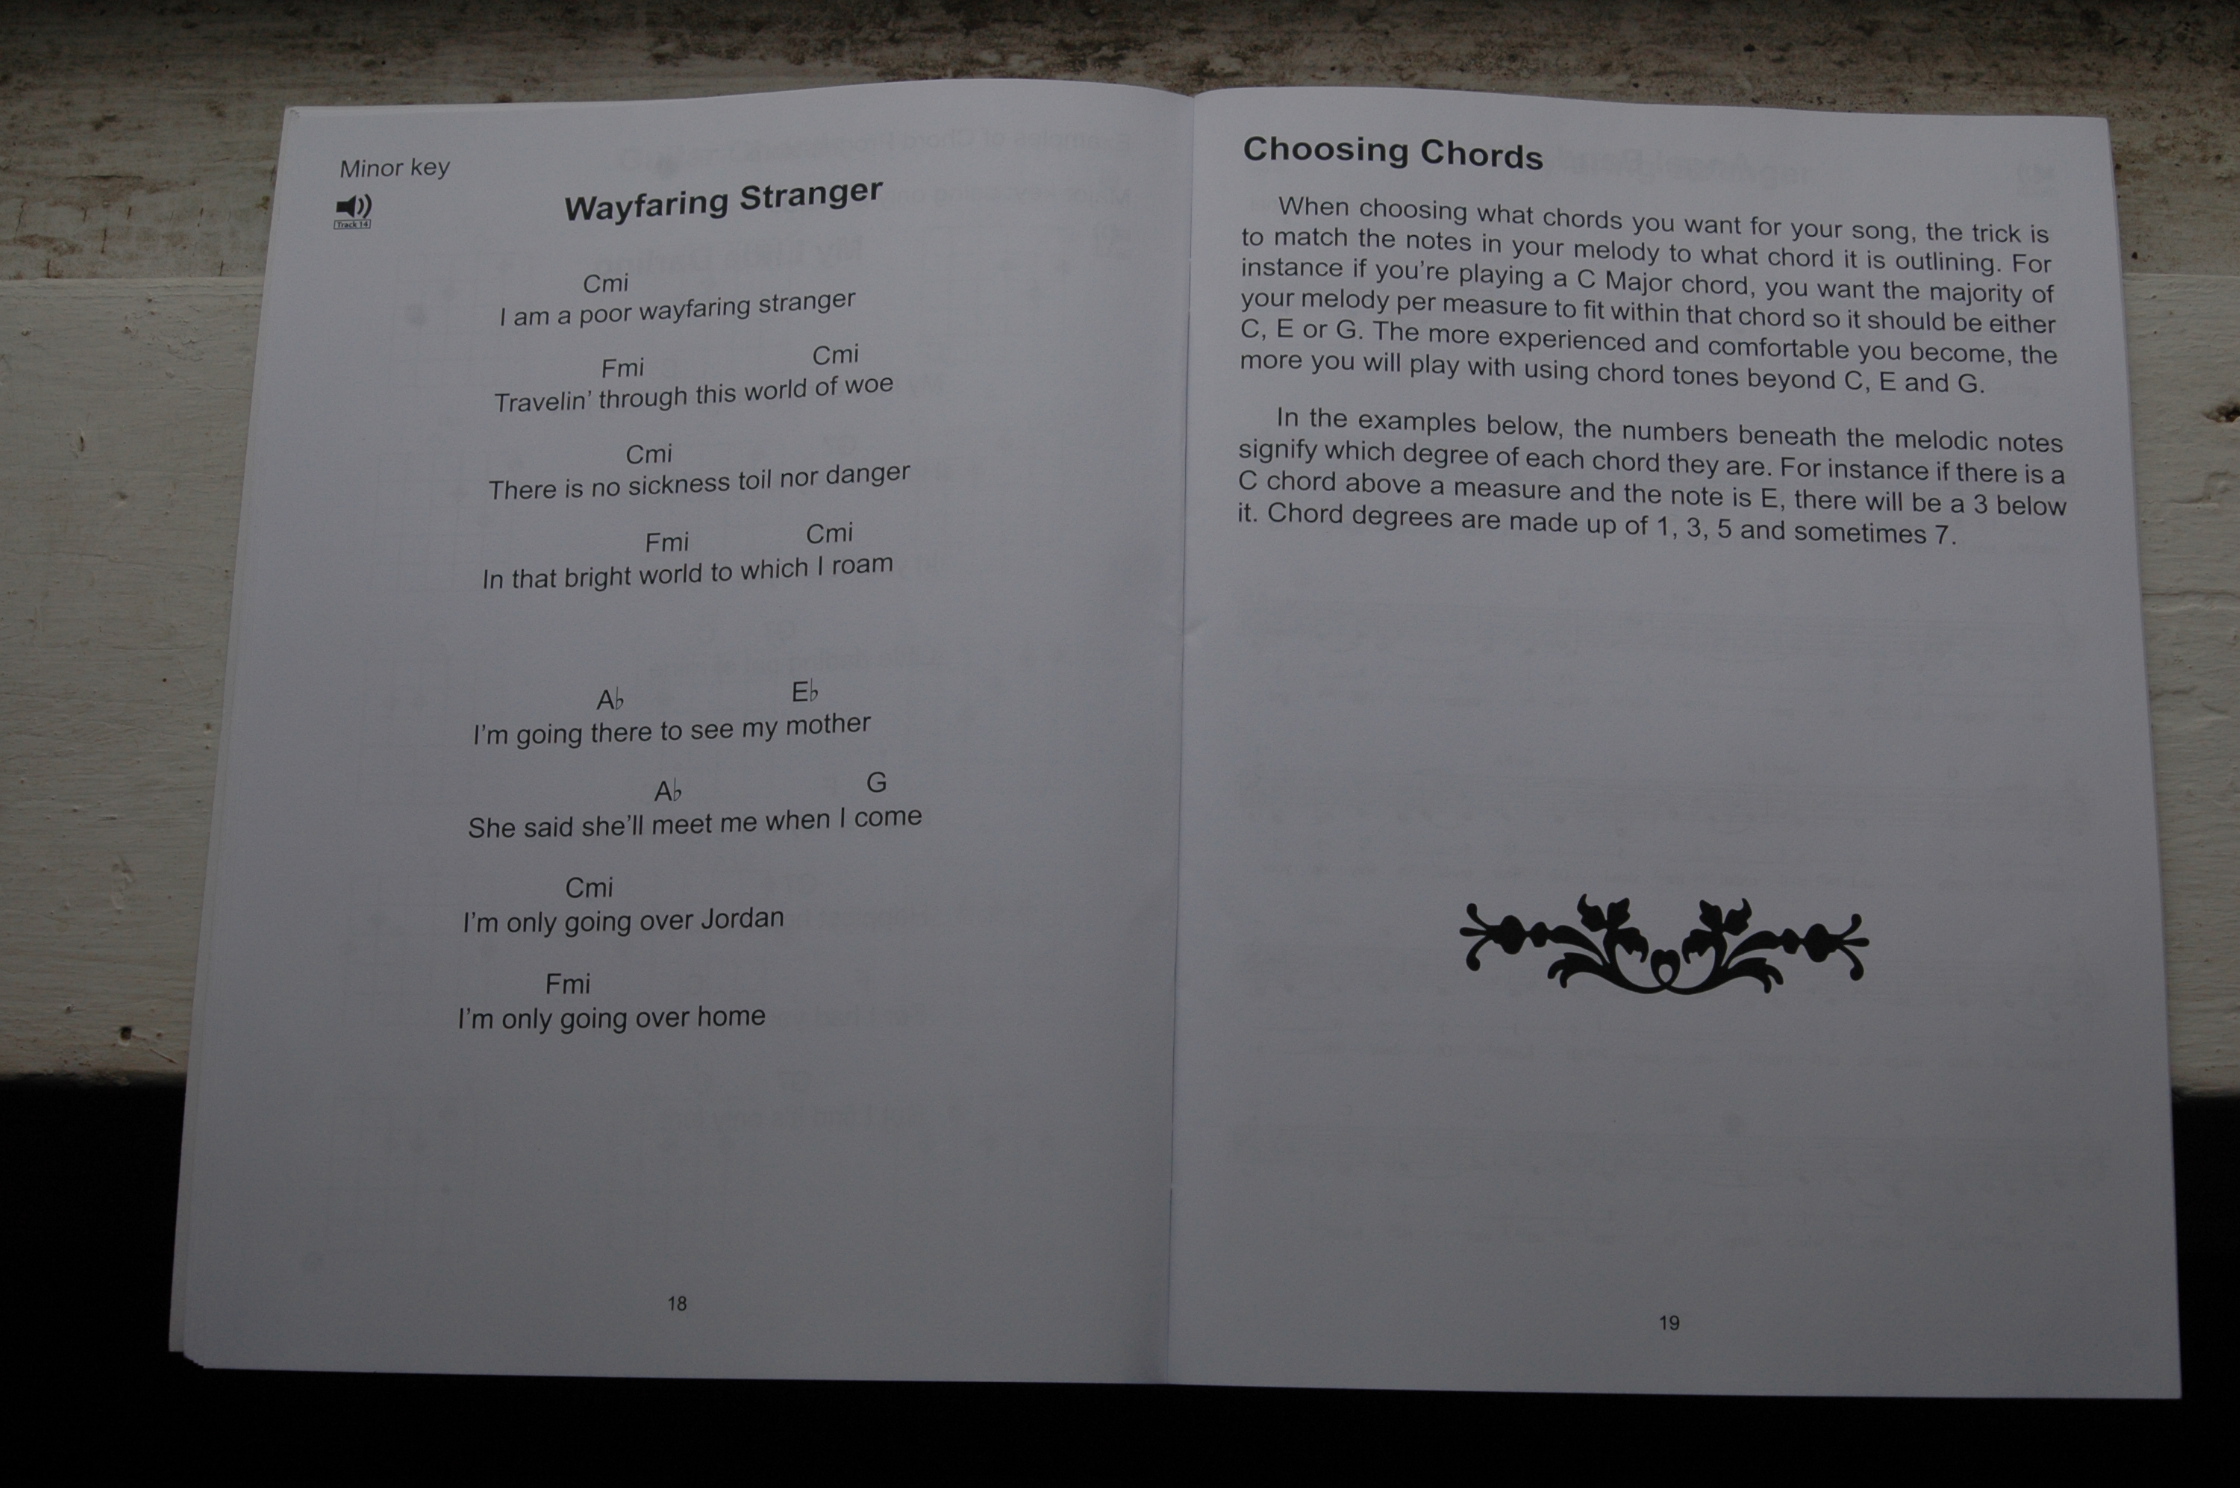 Minor key
Track 14
Wayfaring Stranger
Cmi
I am a poor wayfaring stranger
Fmi Cmi
Travelin’ through this world of woe
Cmi
There is no sickness toil nor danger
Fmi Cmi
In that bright world to which I roam
A♭ E♭
I’m going there to see my mother
A♭ G
She said she’ll meet me when I come
Cmi
I’m only going over Jordan
Fmi
I’m only going over home
18
Choosing Chords
When choosing what chords you want for your song, the trick is
to match the notes in your melody to what chord it is outlining. For
instance if you’re playing a C Major chord, you want the majority of
your melody per measure to fit within that chord so it should be either
C, E or G. The more experienced and comfortable you become, the
more you will play with using chord tones beyond C, E and G.
In the examples below, the numbers beneath the melodic notes
signify which degree of each chord they are. For instance if there is a
C chord above a measure and the note is E, there will be a 3 below
it. Chord degrees are made up of 1, 3, 5 and sometimes 7.
19